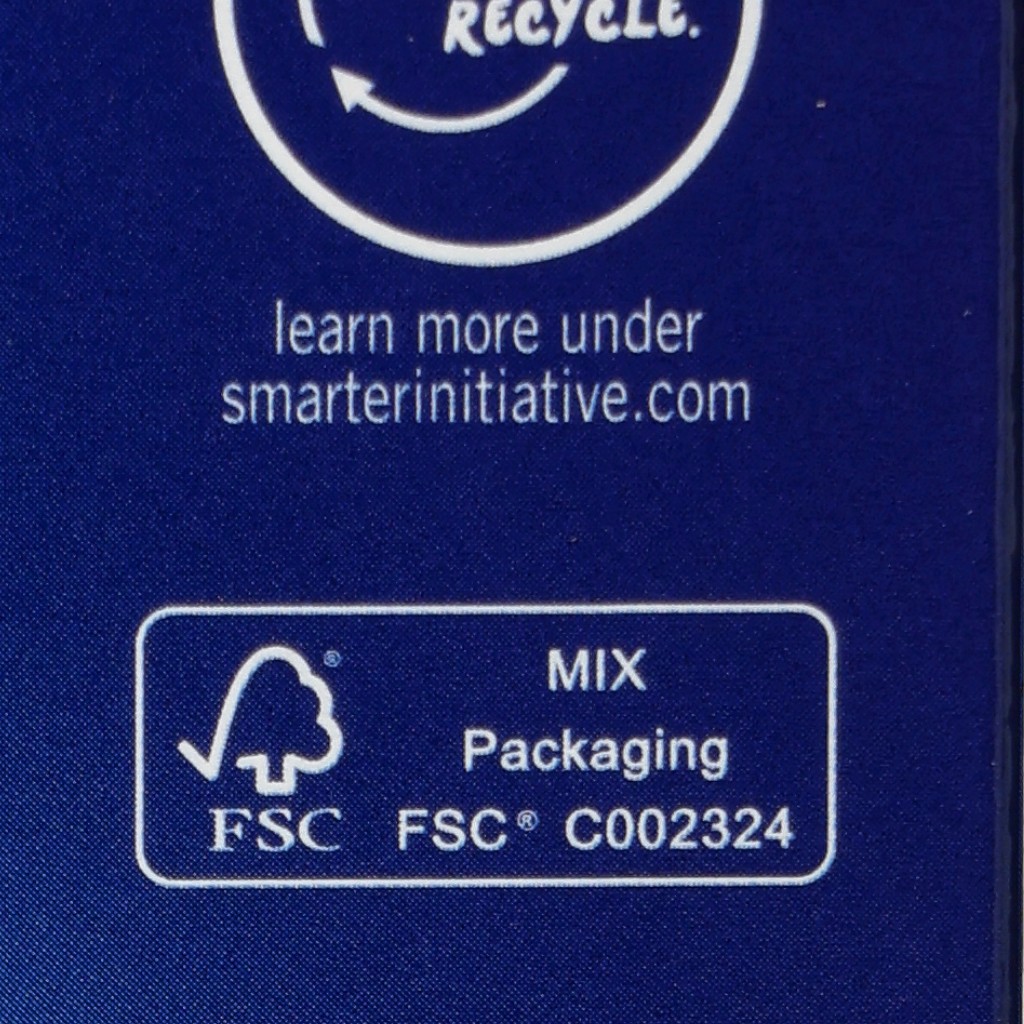 RECYCLE.
learn more under
smarterinitiative.com
®
MIX
Packaging
FSC
FSC® C002324